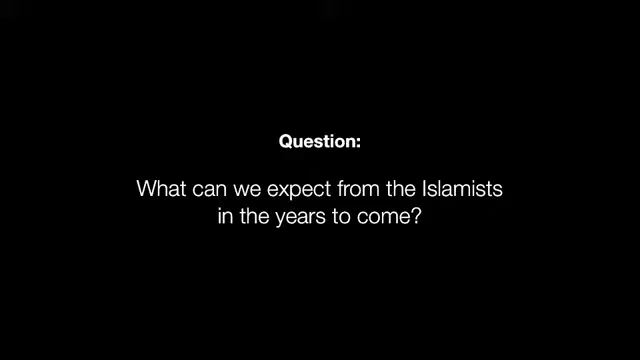 Question:
What can we expect from the Islamists
in the years to come?